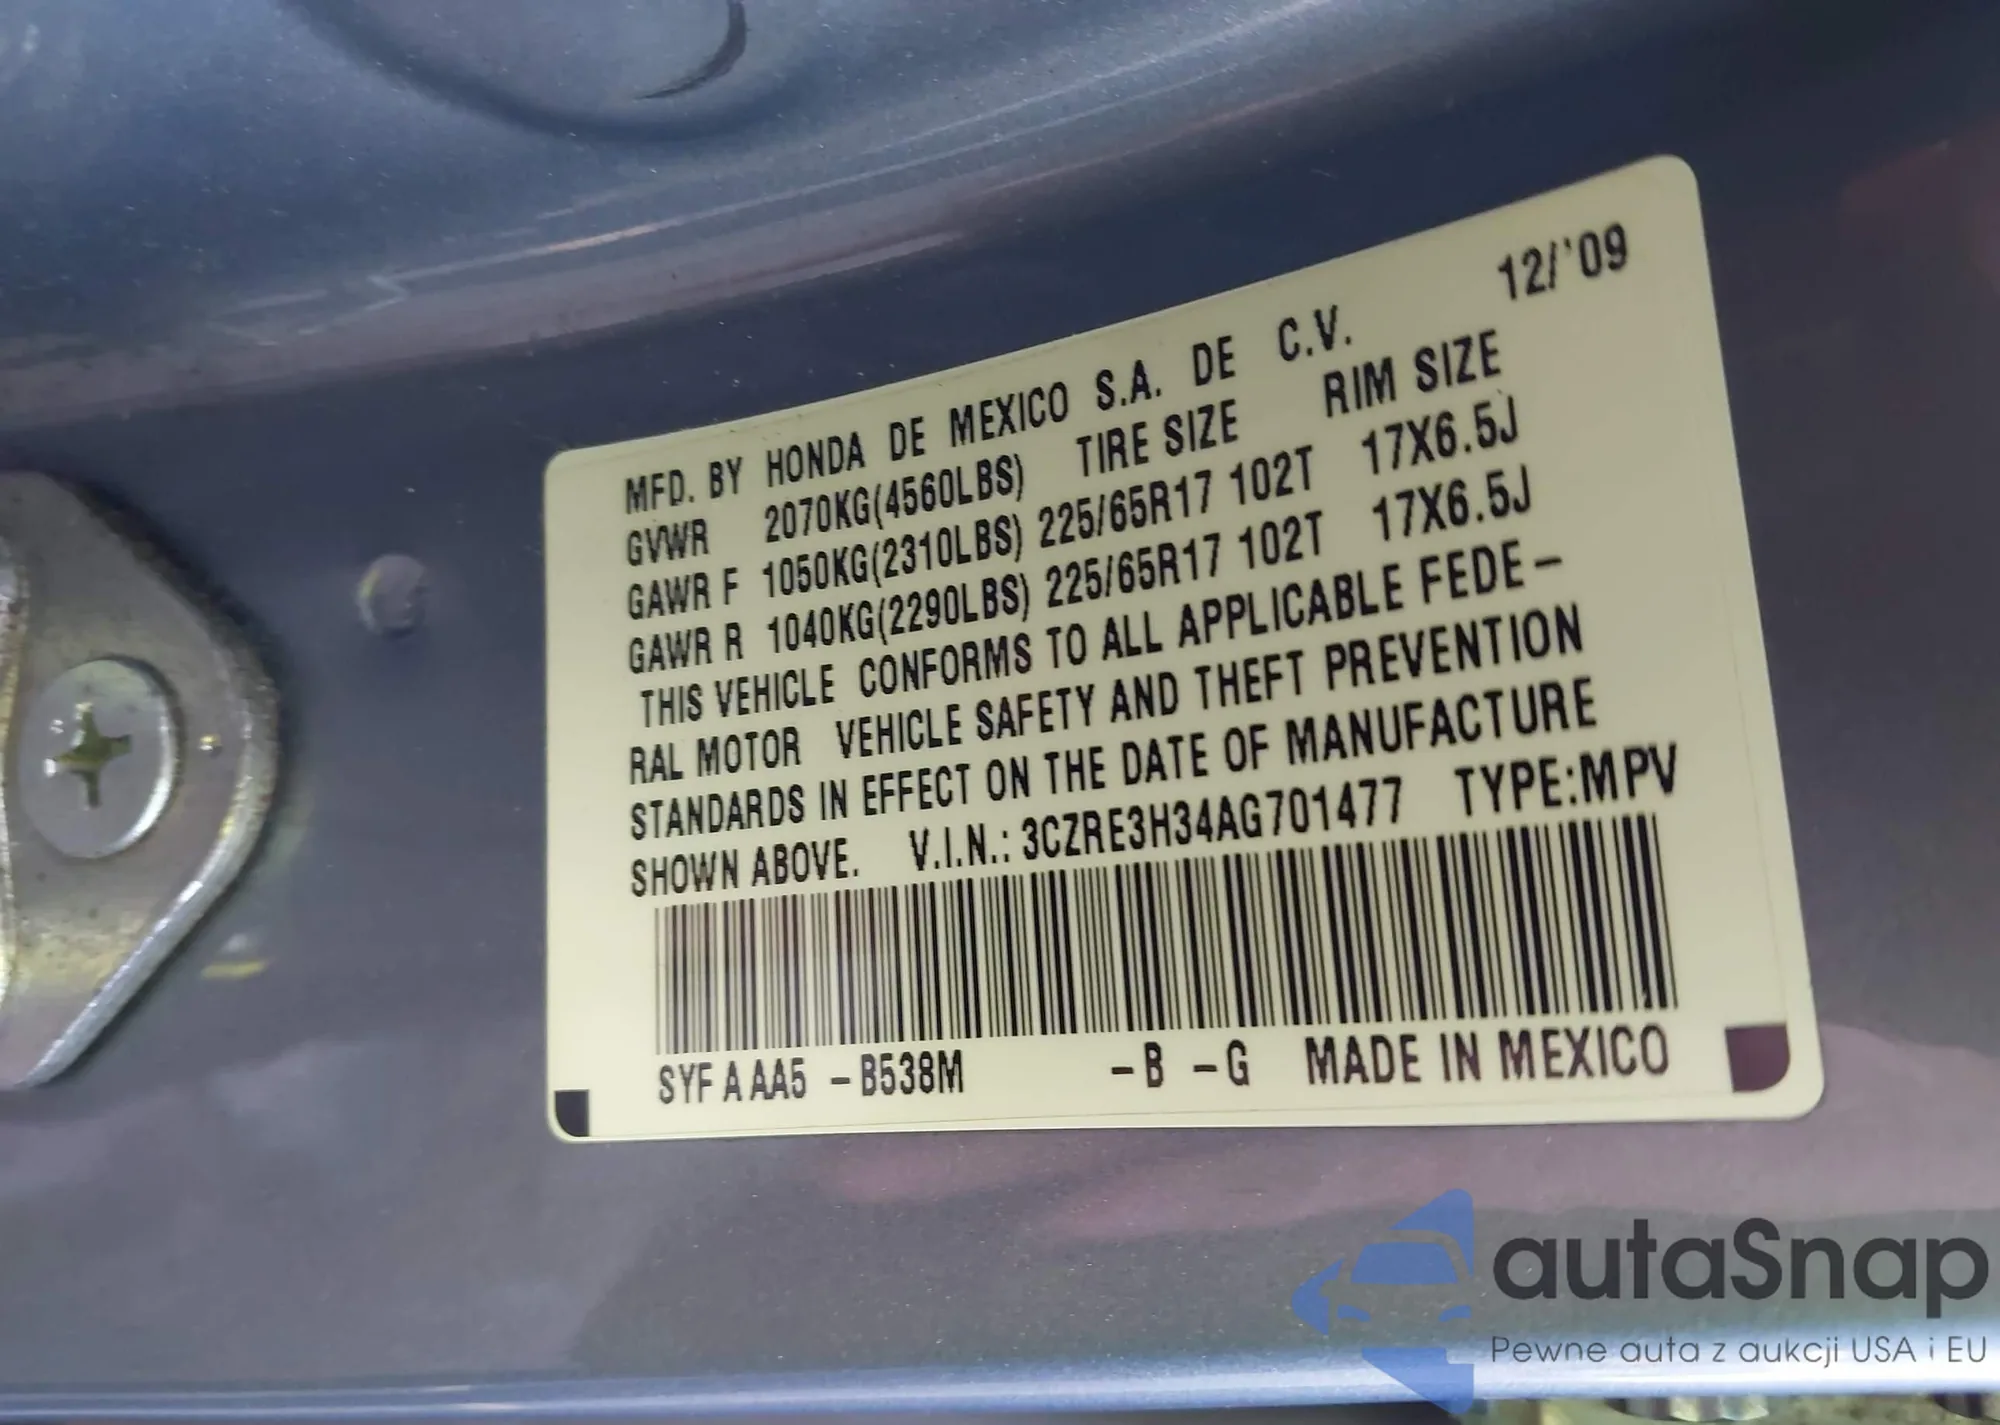 12/'09
MFD. BY HONDA DE MEXICO S.A. DE C.V.
GVWR 2070KG(4560LBS) TIRE SIZE RIM SIZE
GAWR F 1050KG(2310LBS) 225/65R17 102T 17X6.5J
GAWR R 1040KG(2290LBS) 225/65R17 102T 17X6.5J
THIS VEHICLE CONFORMS TO ALL APPLICABLE FEDE-
RAL MOTOR VEHICLE SAFETY AND THEFT PREVENTION
STANDARDS IN EFFECT ON THE DATE OF MANUFACTURE
SHOWN ABOVE. V.I.N.: 3CZRE3H34AG701477 TYPE:MPV
SYF A AA5 -B538M -B -G MADE IN MEXICO
autaSnap
Pewne auta z aukcji USA i EU